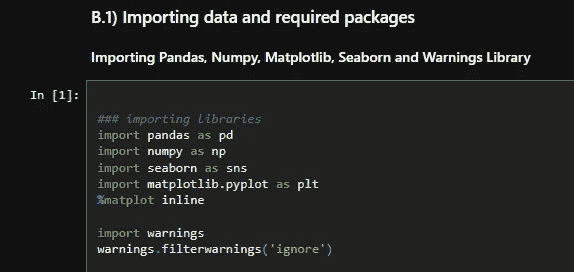 B.1) Importing data and required packages
Importing Pandas, Numpy, Matplotlib, Seaborn and Warnings Library
In [1]:
### importing libraries
import pandas as pd
import numpy as np
import seaborn as sns
import matplotlib.pyplot as plt
%matplot inline
import warnings
warnings.filterwarnings('ignore')